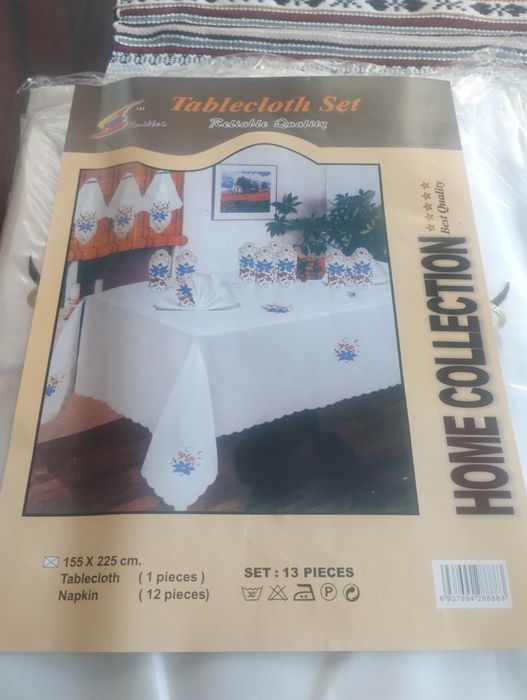 TM
Tablecloth Set
Reliable Quality
Best Quality
HOME COLLECTION
155 X 225 cm.
Tablecloth ( 1 pieces )
Napkin ( 12 pieces)
SET : 13 PIECES
30°
P
6 937994 288883